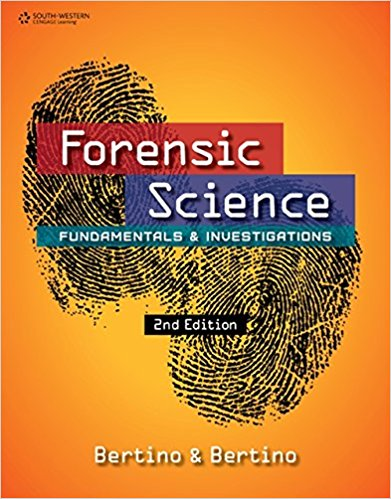 SOUTH-WESTERN
CENGAGE Learning
Forensic
Science
FUNDAMENTALS & INVESTIGATIONS
2nd Edition
Bertino & Bertino